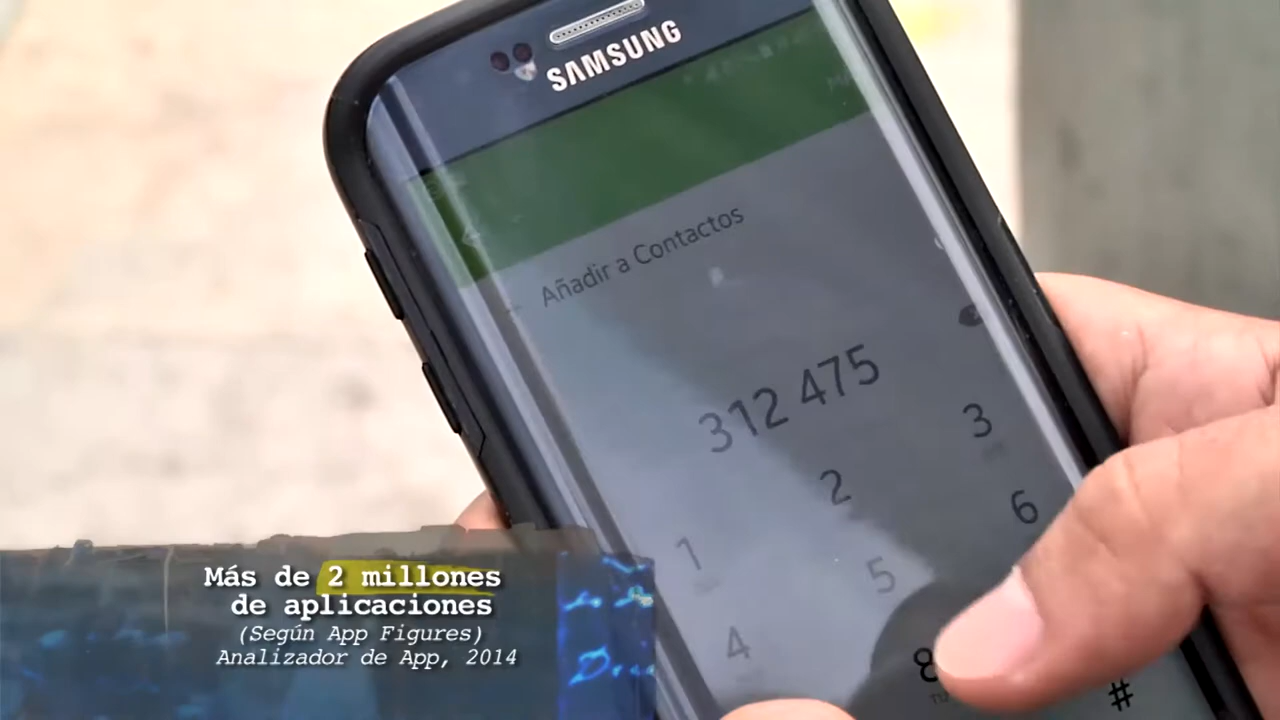 SAMSUNG
Añadir a Contactos
312 475
1 2 3
4 5 6
8
#
Más de 2 millones
de aplicaciones
(Según App Figures)
Analizador de App, 2014